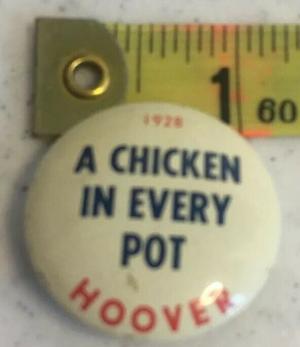 1
60
1928
A CHICKEN
IN EVERY
POT
HOOVER